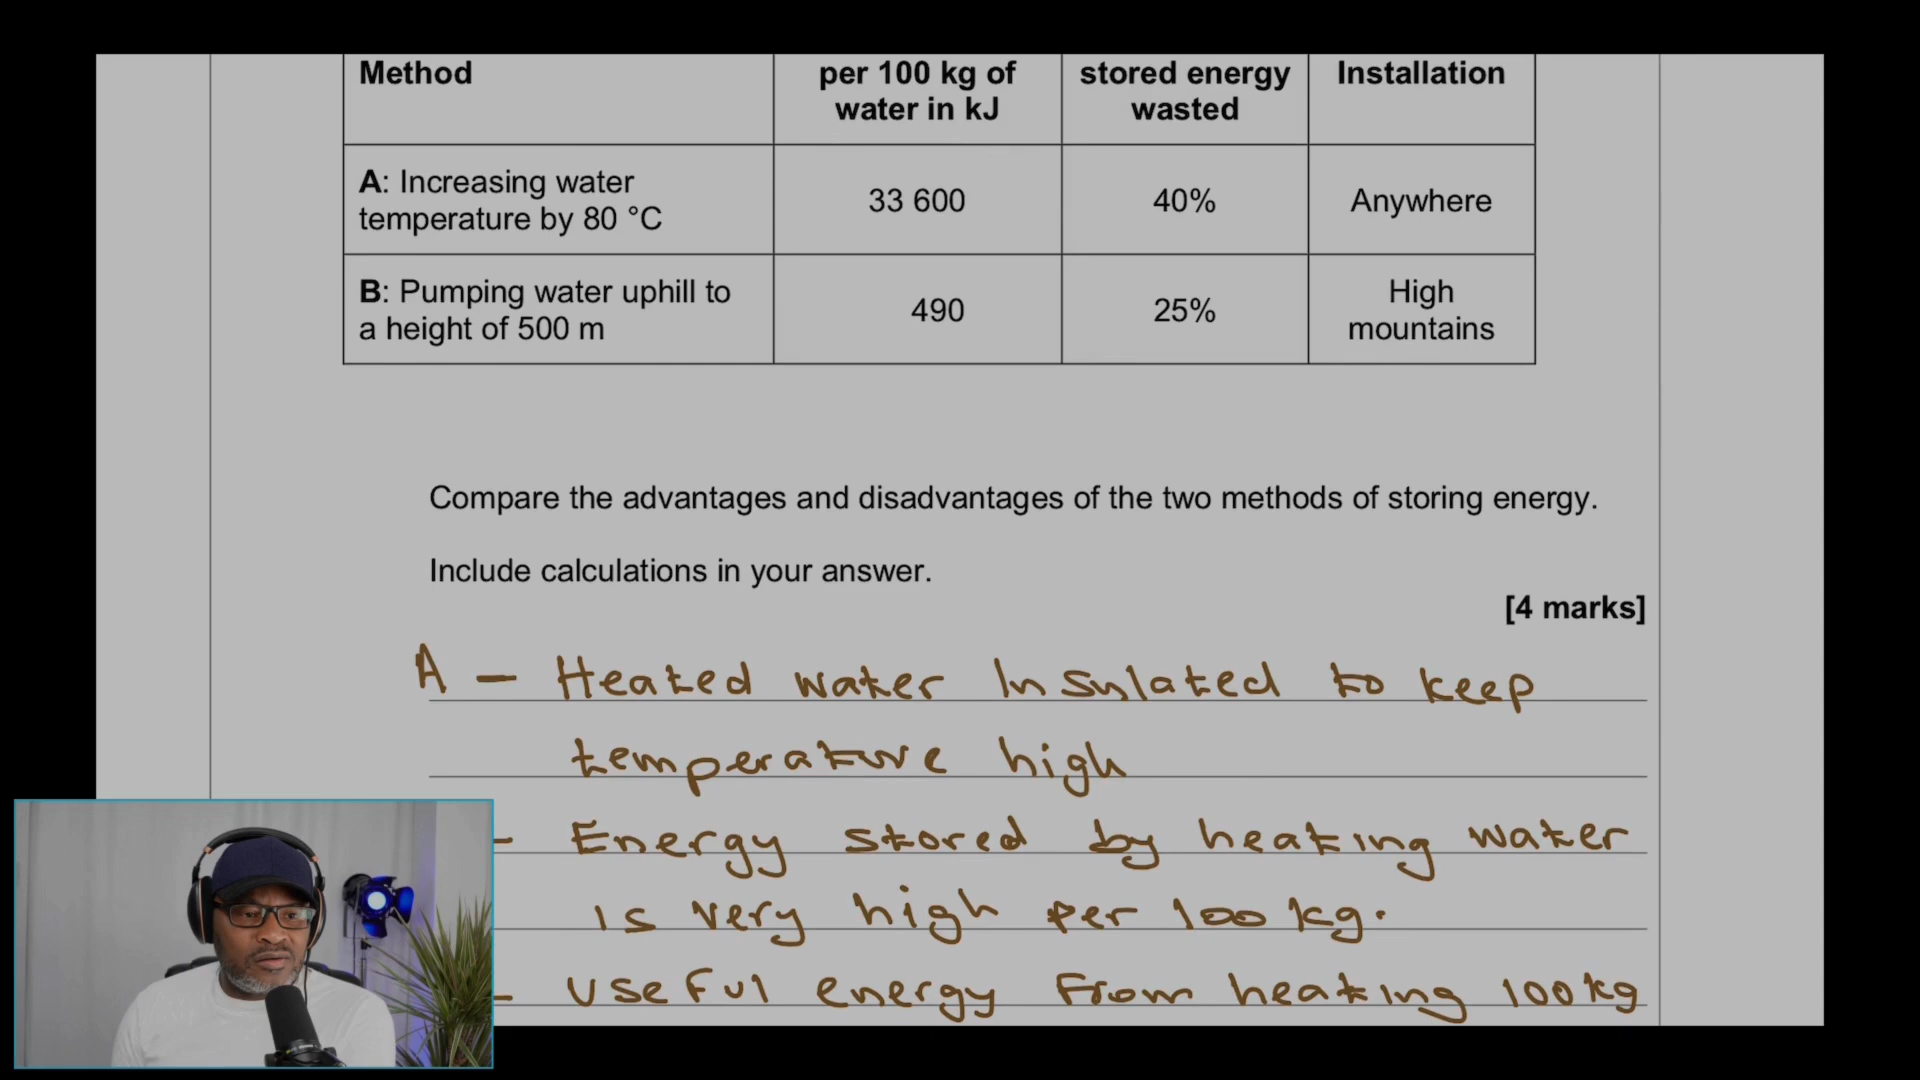 Method
per 100 kg of
water in kJ
stored energy
wasted
Installation
A: Increasing water
temperature by 80 °C
33 600
40%
Anywhere
B: Pumping water uphill to
a height of 500 m
490
25%
High
mountains
Compare the advantages and disadvantages of the two methods of storing energy.
Include calculations in your answer.
[4 marks]
A - Heated water Insulated to keep
temperature high
- Energy stored by heating water
is very high per 100 kg.
- Useful energy from heating 100kg